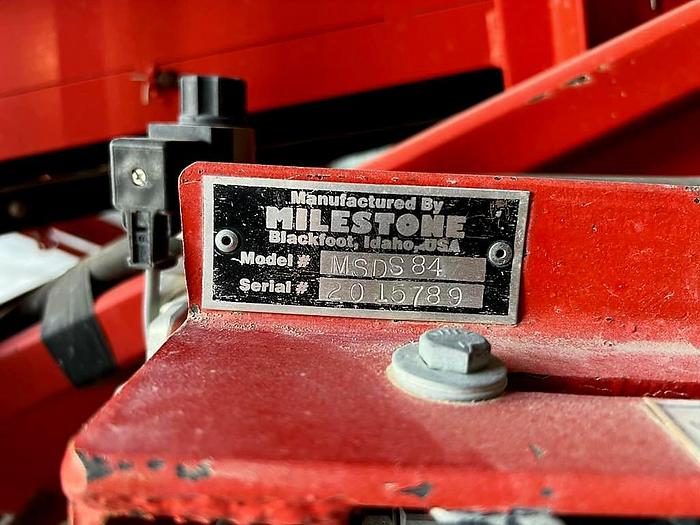 Manufactured By
MILESTONE
Blackfoot, Idaho, USA
Model # MSDS84
Serial # 2015789